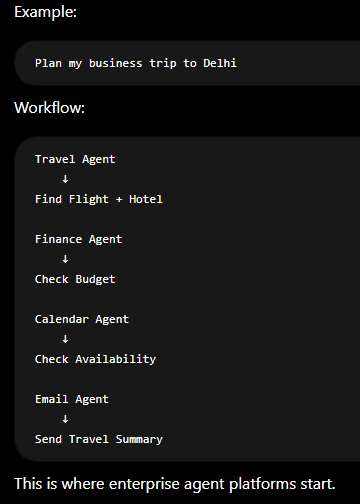 Example:
Plan my business trip to Delhi
Workflow:
Travel Agent
↓
Find Flight + Hotel
Finance Agent
↓
Check Budget
Calendar Agent
↓
Check Availability
Email Agent
↓
Send Travel Summary
This is where enterprise agent platforms start.